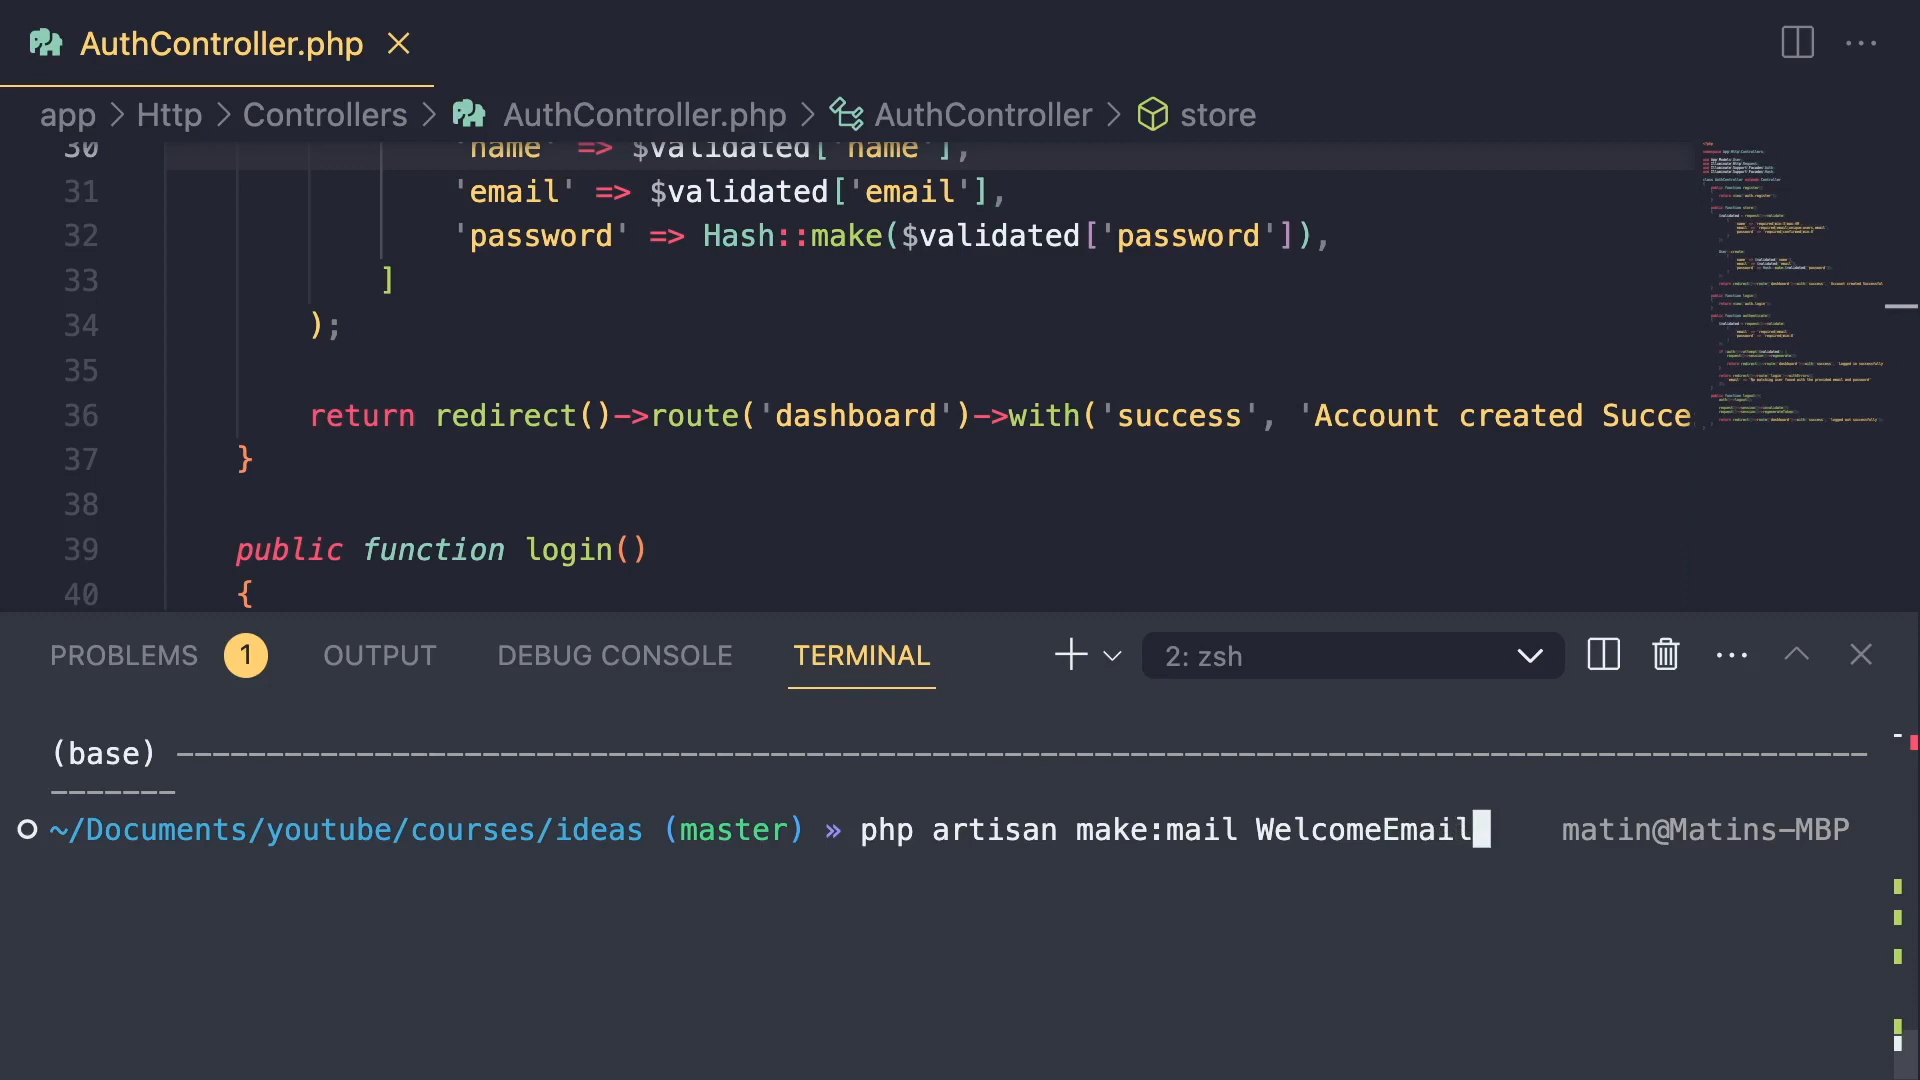 AuthController.php
app > Http > Controllers > AuthController.php > AuthController > store
30 'name' => $validated['name'],
31 'email' => $validated['email'],
32 'password' => Hash::make($validated['password']),
33 ]
34 );
35
36 return redirect()->route('dashboard')->with('success', 'Account created Succe
37 }
38
39 public function login()
40 {
PROBLEMS 1 OUTPUT DEBUG CONSOLE TERMINAL 2: zsh
(base) ----------------------------------------------------------------------------------------------
-------
~/Documents/youtube/courses/ideas (master) » php artisan make:mail WelcomeEmail matin@Matins-MBP